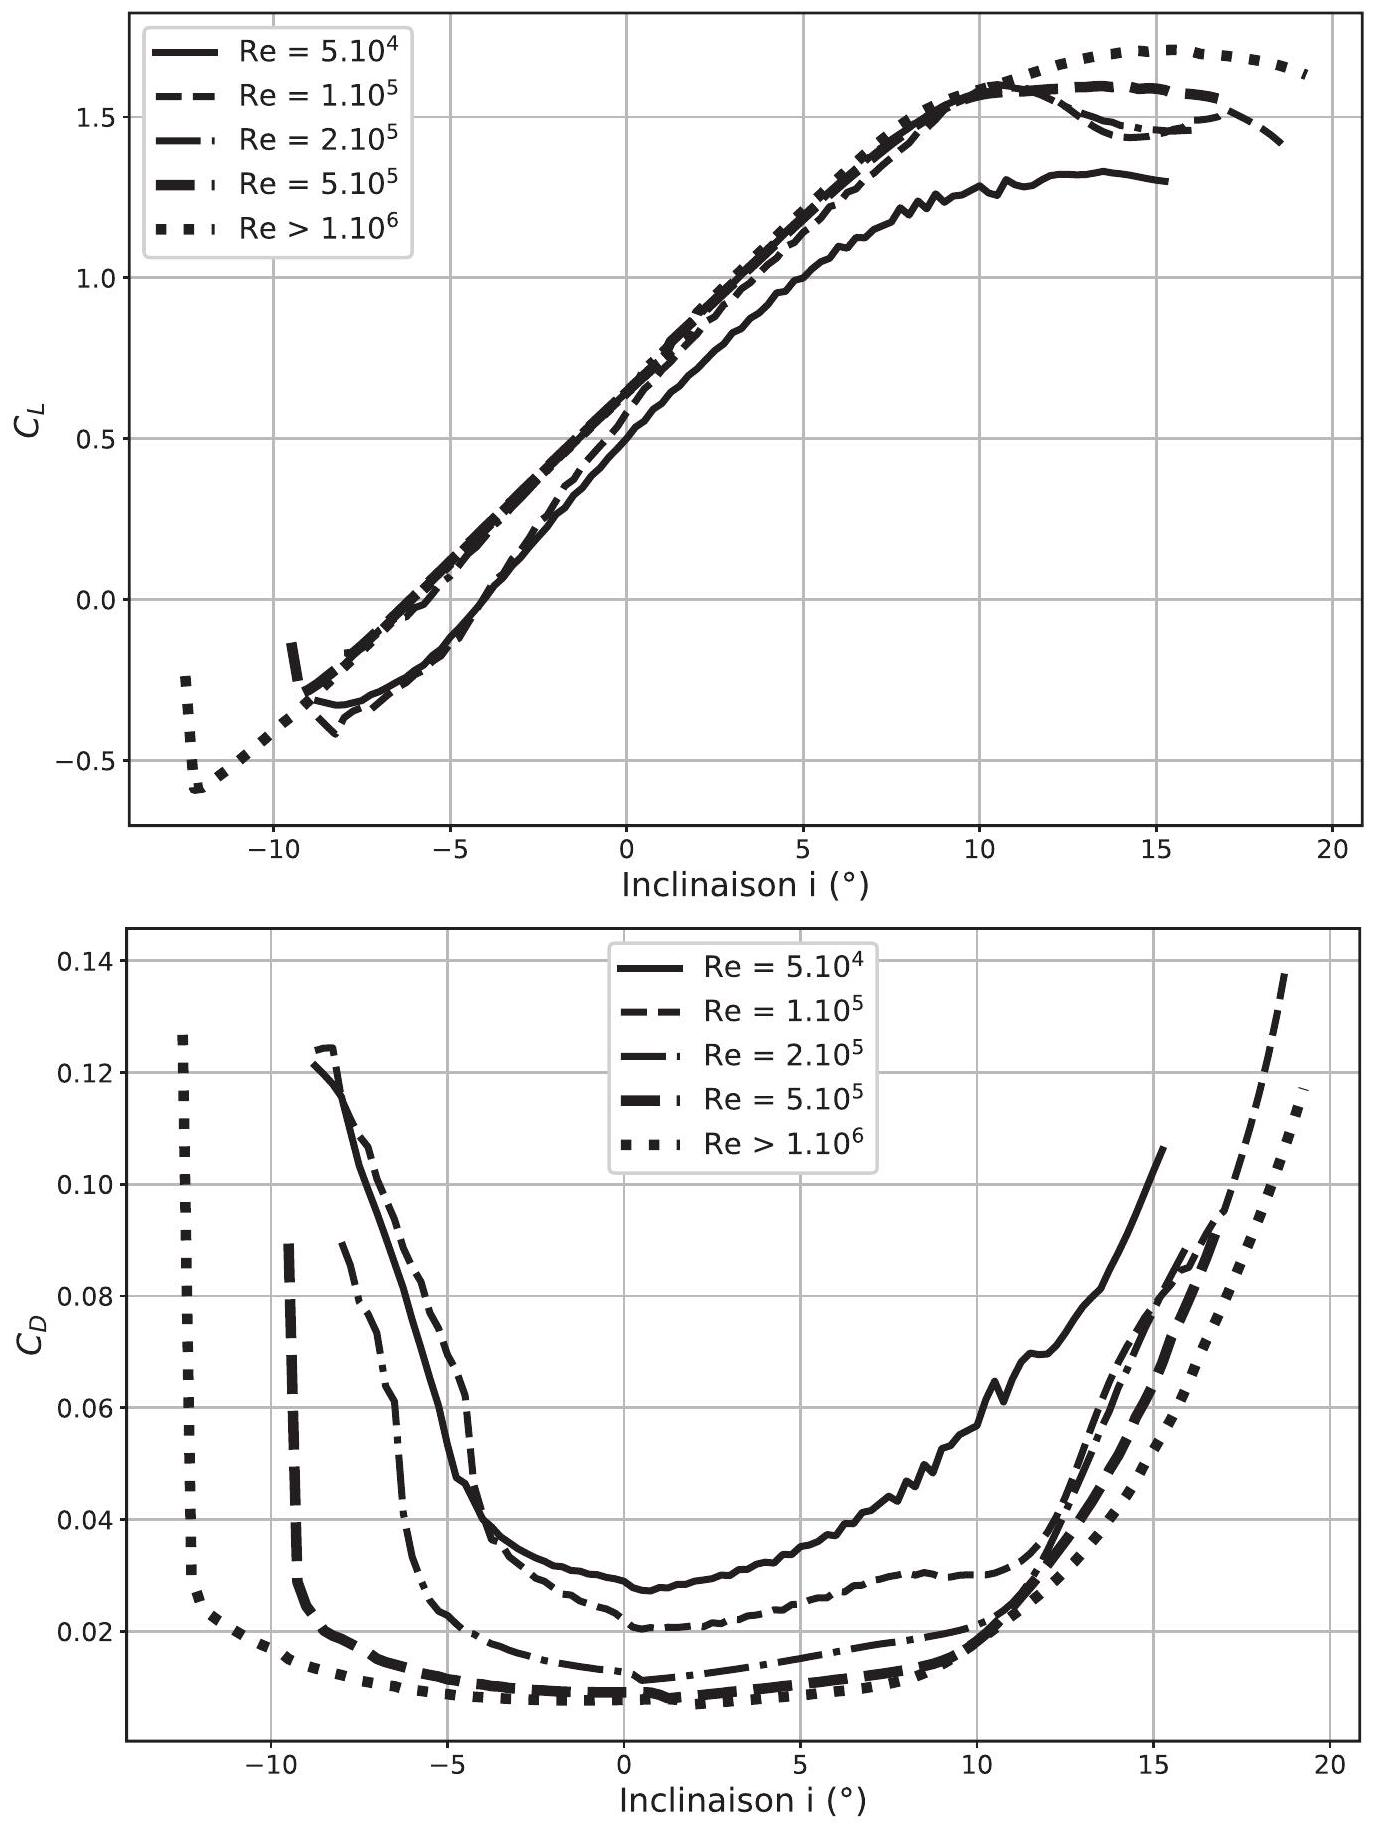 Re = 5.10⁴
Re = 1.10⁵
Re = 2.10⁵
Re = 5.10⁵
Re > 1.10⁶
1.5
1.0
0.5
0.0
−0.5
C_L
−10 −5 0 5 10 15 20
Inclinaison i (°)
Re = 5.10⁴
Re = 1.10⁵
Re = 2.10⁵
Re = 5.10⁵
Re > 1.10⁶
0.14
0.12
0.10
0.08
0.06
0.04
0.02
C_D
−10 −5 0 5 10 15 20
Inclinaison i (°)